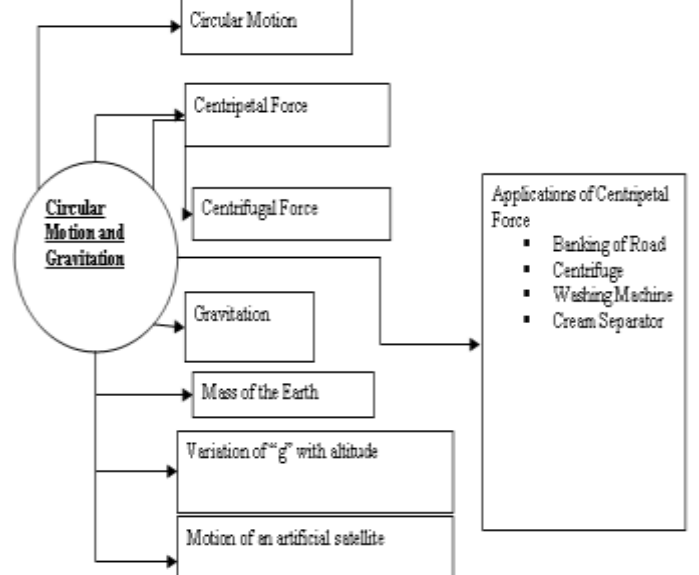 Circular Motion
Centripetal Force
Centrifugal Force
Circular
Motion and
Gravitation
Gravitation
Mass of the Earth
Variation of "g" with altitude
Motion of an artificial satellite
Applications of Centripetal
Force
▪ Banking of Road
▪ Centrifuge
▪ Washing Machine
▪ Cream Separator